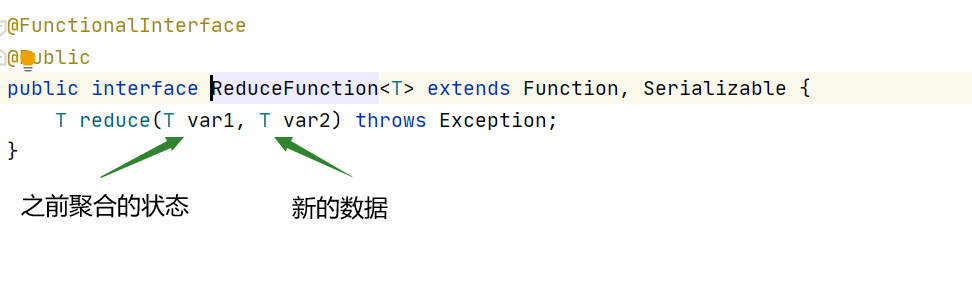 @FunctionalInterface
@Public
public interface ReduceFunction<T> extends Function, Serializable {
T reduce(T var1, T var2) throws Exception;
}
之前聚合的状态
新的数据